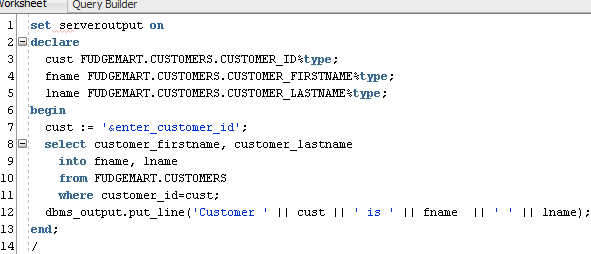 Worksheet Query Builder
1 set serveroutput on
2 declare
3 cust FUDGEMART.CUSTOMERS.CUSTOMER_ID%type;
4 fname FUDGEMART.CUSTOMERS.CUSTOMER_FIRSTNAME%type;
5 lname FUDGEMART.CUSTOMERS.CUSTOMER_LASTNAME%type;
6 begin
7 cust := '&enter_customer_id';
8 select customer_firstname, customer_lastname
9 into fname, lname
10 from FUDGEMART.CUSTOMERS
11 where customer_id=cust;
12 dbms_output.put_line('Customer ' || cust || ' is ' || fname  || ' ' || lname);
13 end;
14 /